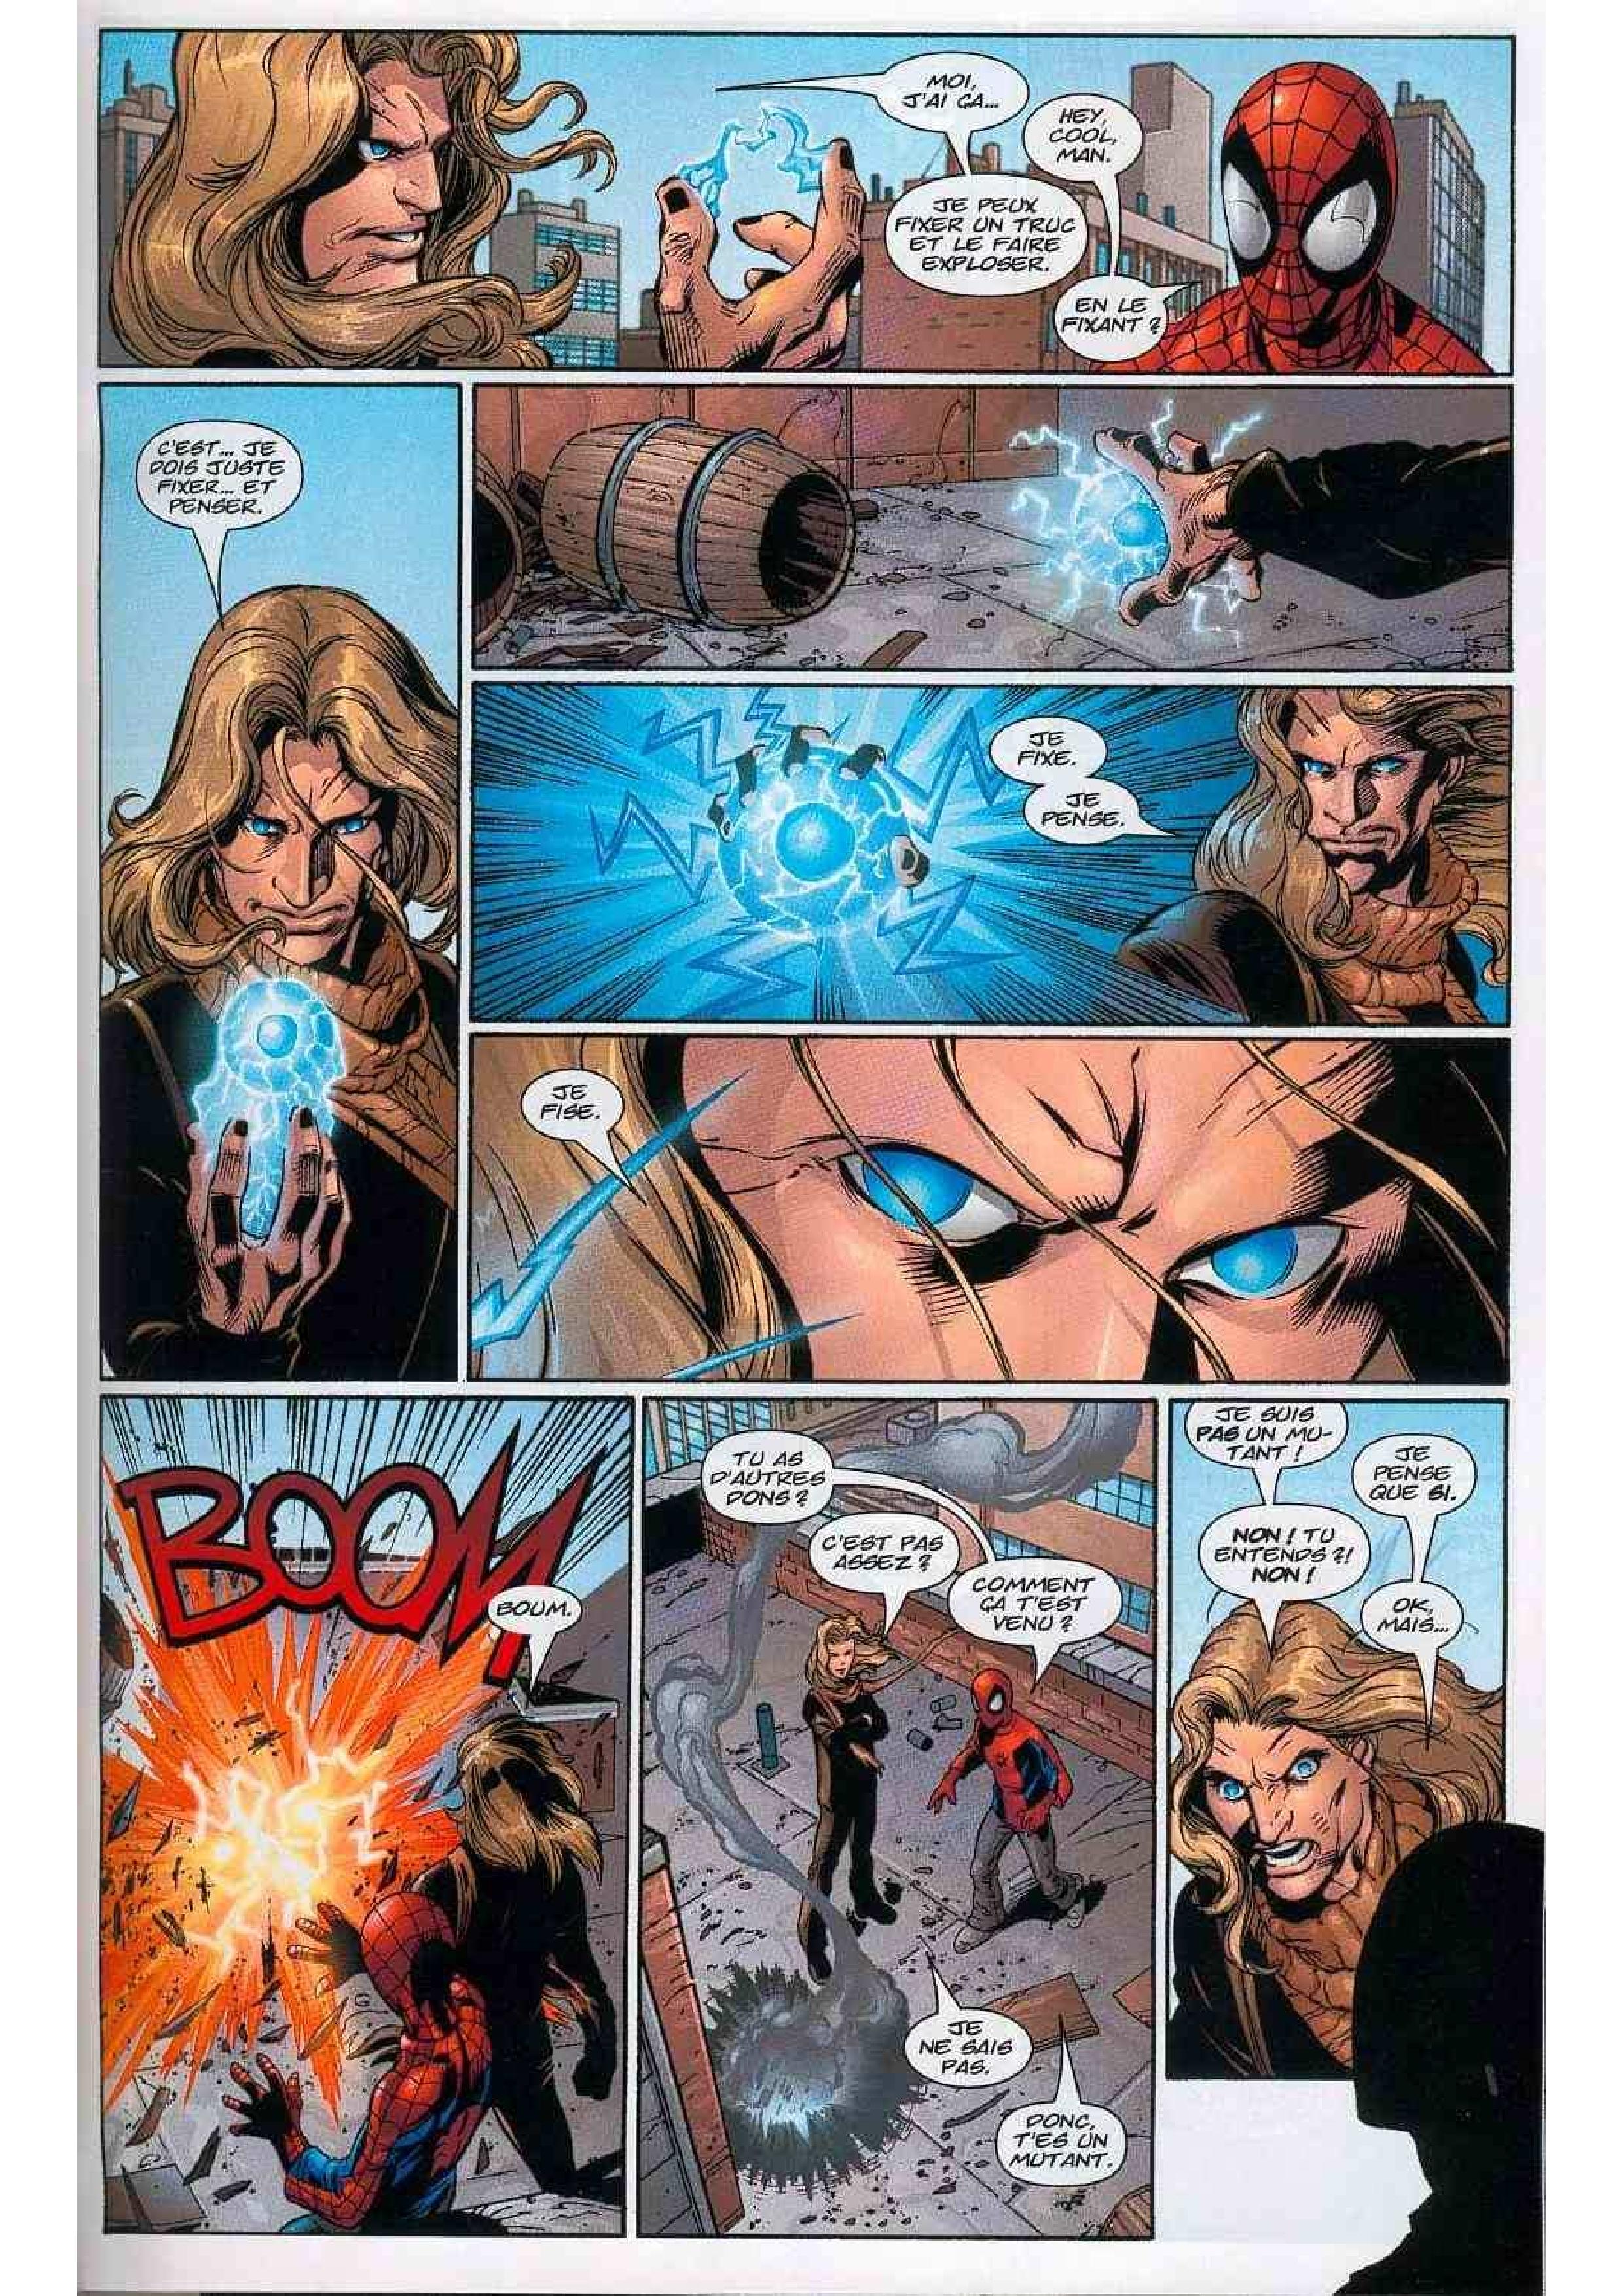 MOI,
J'AI ÇA...
JE PEUX
FIXER UN TRUC
ET LE FAIRE
EXPLOSER.
HEY,
COOL,
MAN.
EN LE
FIXANT ?
C'EST... JE
DOIS JUSTE
FIXER... ET
PENSER.
JE
FIXE.
JE
PENSE.
JE
FISE.
BOOM
BOUM.
TU AS
D'AUTRES
DONS ?
C'EST PAS
ASSEZ ?
COMMENT
ÇA T'EST
VENU ?
JE
NE SAIS
PAS.
DONC,
T'ES UN
MUTANT.
JE SUIS
PAS UN MU-
TANT !
JE
PENSE
QUE SI.
NON ! TU
ENTENDS ?!
NON !
OK,
MAIS...